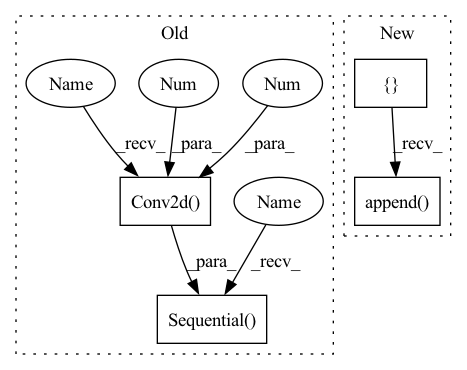 Old
New
Name
Num
Num
{}
_recv_
_para_
_para_
_recv_
Conv2d()
Name
append()
_para_
_recv_
Sequential()